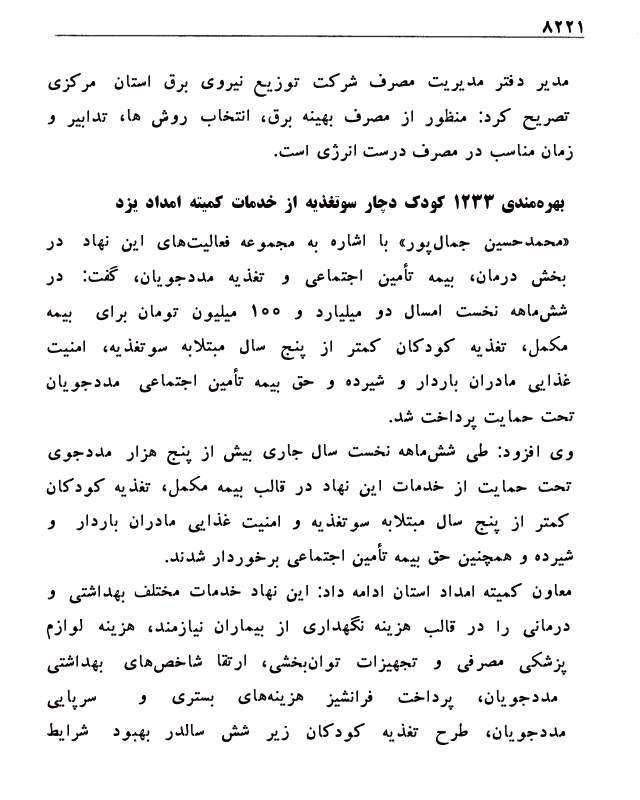 ۸۲۲۱
مدیر دفتر مدیریت مصرف شرکت توزیع نیروی برق استان مرکزی
تصریح کرد: منظور از مصرف بهینه برق، انتخاب روش ها، تدابیر و
زمان مناسب در مصرف درست انرژی است.
بهره‌مندی ۱۲۳۳ کودک دچار سوتغذیه از خدمات کمیته امداد یزد
«محمدحسین جمال‌پور» با اشاره به مجموعه فعالیت‌های این نهاد در
بخش درمان، بیمه تأمین اجتماعی و تغذیه مددجویان، گفت: در
شش‌ماهه نخست امسال دو میلیارد و ۱۰۰ میلیون تومان برای بیمه
مکمل، تغذیه کودکان کمتر از پنج سال مبتلابه سوتغذیه، امنیت
غذایی مادران باردار و شیرده و حق بیمه تأمین اجتماعی مددجویان
تحت حمایت پرداخت شد.
وی افزود: طی شش‌ماهه نخست سال جاری بیش از پنج هزار مددجوی
تحت حمایت از خدمات این نهاد در قالب بیمه مکمل، تغذیه کودکان
کمتر از پنج سال مبتلابه سوتغذیه و امنیت غذایی مادران باردار و
شیرده و همچنین حق بیمه تأمین اجتماعی برخوردار شدند.
معاون کمیته امداد استان ادامه داد: این نهاد خدمات مختلف بهداشتی و
درمانی را در قالب هزینه نگهداری از بیماران نیازمند، هزینه لوازم
پزشکی مصرفی و تجهیزات توان‌بخشی، ارتقا شاخص‌های بهداشتی
مددجویان، پرداخت فرانشیز هزینه‌های بستری و سرپایی
مددجویان، طرح تغذیه کودکان زیر شش سالدر بهبود شرایط